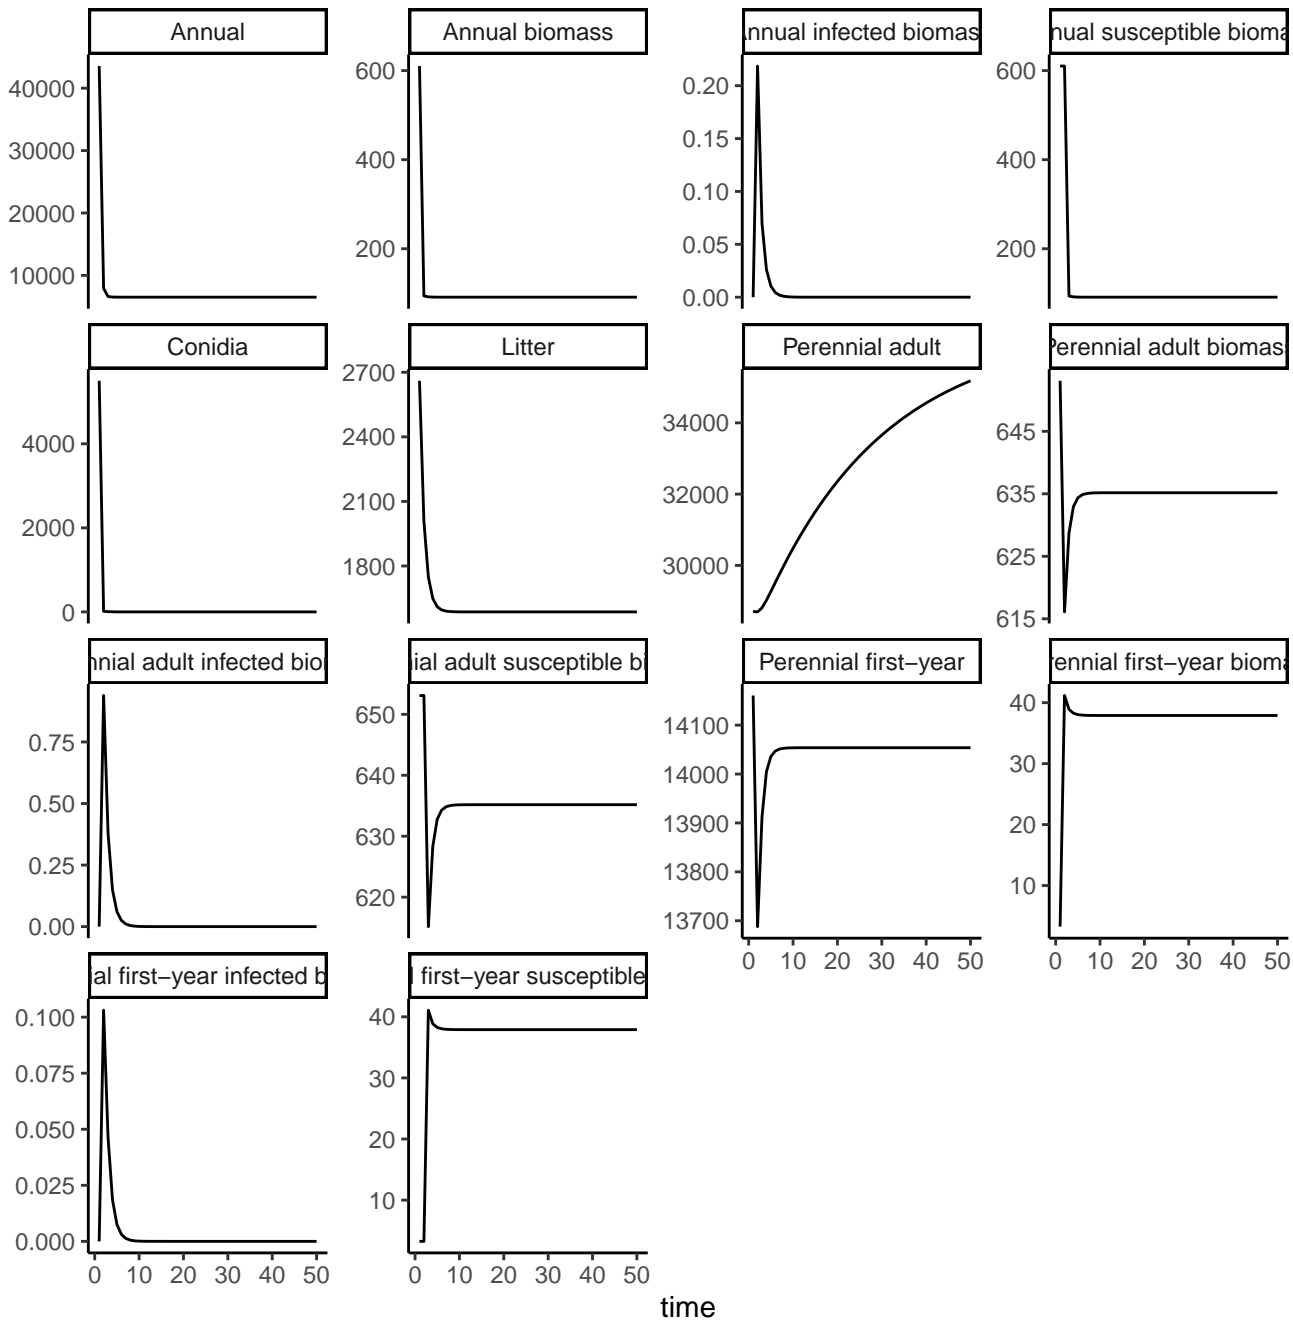 Annual
Annual biomass
Annual infected biomas
nual susceptible bioma
40000
30000
20000
10000
600
400
200
0.20
0.15
0.10
0.05
0.00
600
400
200
Conidia
Litter
Perennial adult
Perennial adult biomas
4000
2000
0
2700
2400
2100
1800
34000
32000
30000
645
635
625
615
nnial adult infected bio
ial adult susceptible bi
Perennial first−year
rennial first−year bioma
0.75
0.50
0.25
0.00
650
640
630
620
14100
14000
13900
13800
13700
40
30
20
10
0 10 20 30 40 50
0 10 20 30 40 50
ial first−year infected b
l first−year susceptible
0.100
0.075
0.050
0.025
0.000
40
30
20
10
0 10 20 30 40 50
0 10 20 30 40 50
time